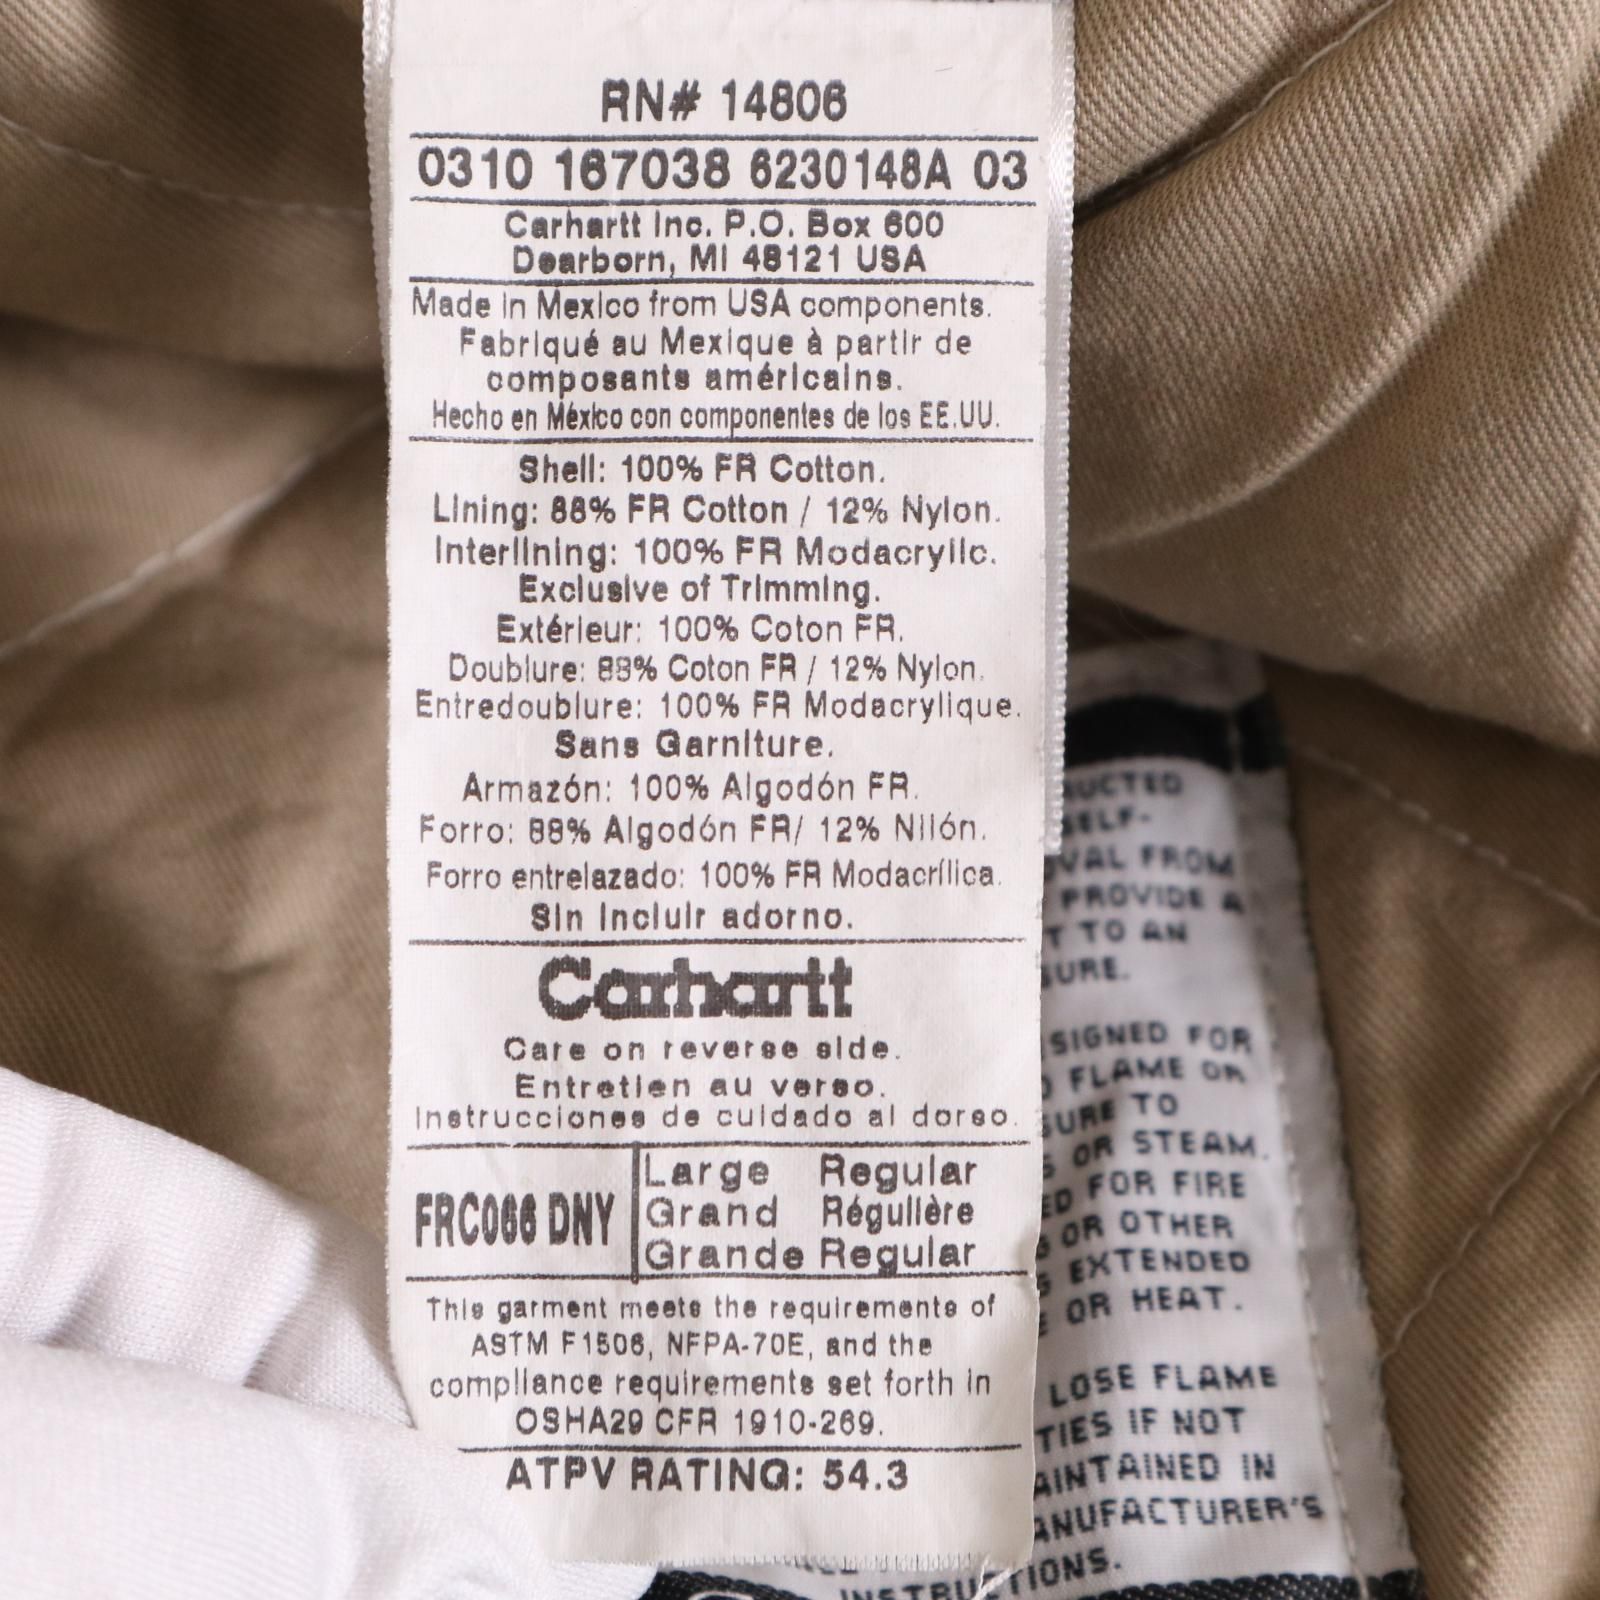 RN# 14806
0310 167038 6230148A 03
Carhartt Inc. P.O. Box 600
Dearborn, MI 48121 USA
Made in Mexico from USA components.
Fabriqué au Mexique à partir de
composants américains.
Hecho en México con componentes de los EE.UU.
Shell: 100% FR Cotton.
Lining: 88% FR Cotton / 12% Nylon.
Interlining: 100% FR Modacrylic.
Exclusive of Trimming.
Extérieur: 100% Coton FR.
Doublure: 88% Coton FR / 12% Nylon.
Entredoublure: 100% FR Modacrylique.
Sans Garniture.
Armazón: 100% Algodón FR.
Forro: 88% Algodón FR/ 12% Nilón.
Forro entrelazado: 100% FR Modacrílica.
Sin Incluir adorno.
Carhartt
Care on reverse side.
Entretien au verso.
Instrucciones de cuidado al dorso.
FRC066 DNY
Large Regular
Grand Régulière
Grande Regular
This garment meets the requirements of
ASTM F1506, NFPA-70E, and the
compliance requirements set forth in
OSHA29 CFR 1910-269.
ATPV RATING: 54.3
UCTED
SELF-
VAL FROM
PROVIDE A
T TO AN
SURE.
SIGNED FOR
FLAME OR
SURE TO
OR STEAM.
ED FOR FIRE
OR OTHER
EXTENDED
OR HEAT.
LOSE FLAME
TIES IF NOT
AINTAINED IN
ANUFACTURER'S
INSTRUCTIONS.